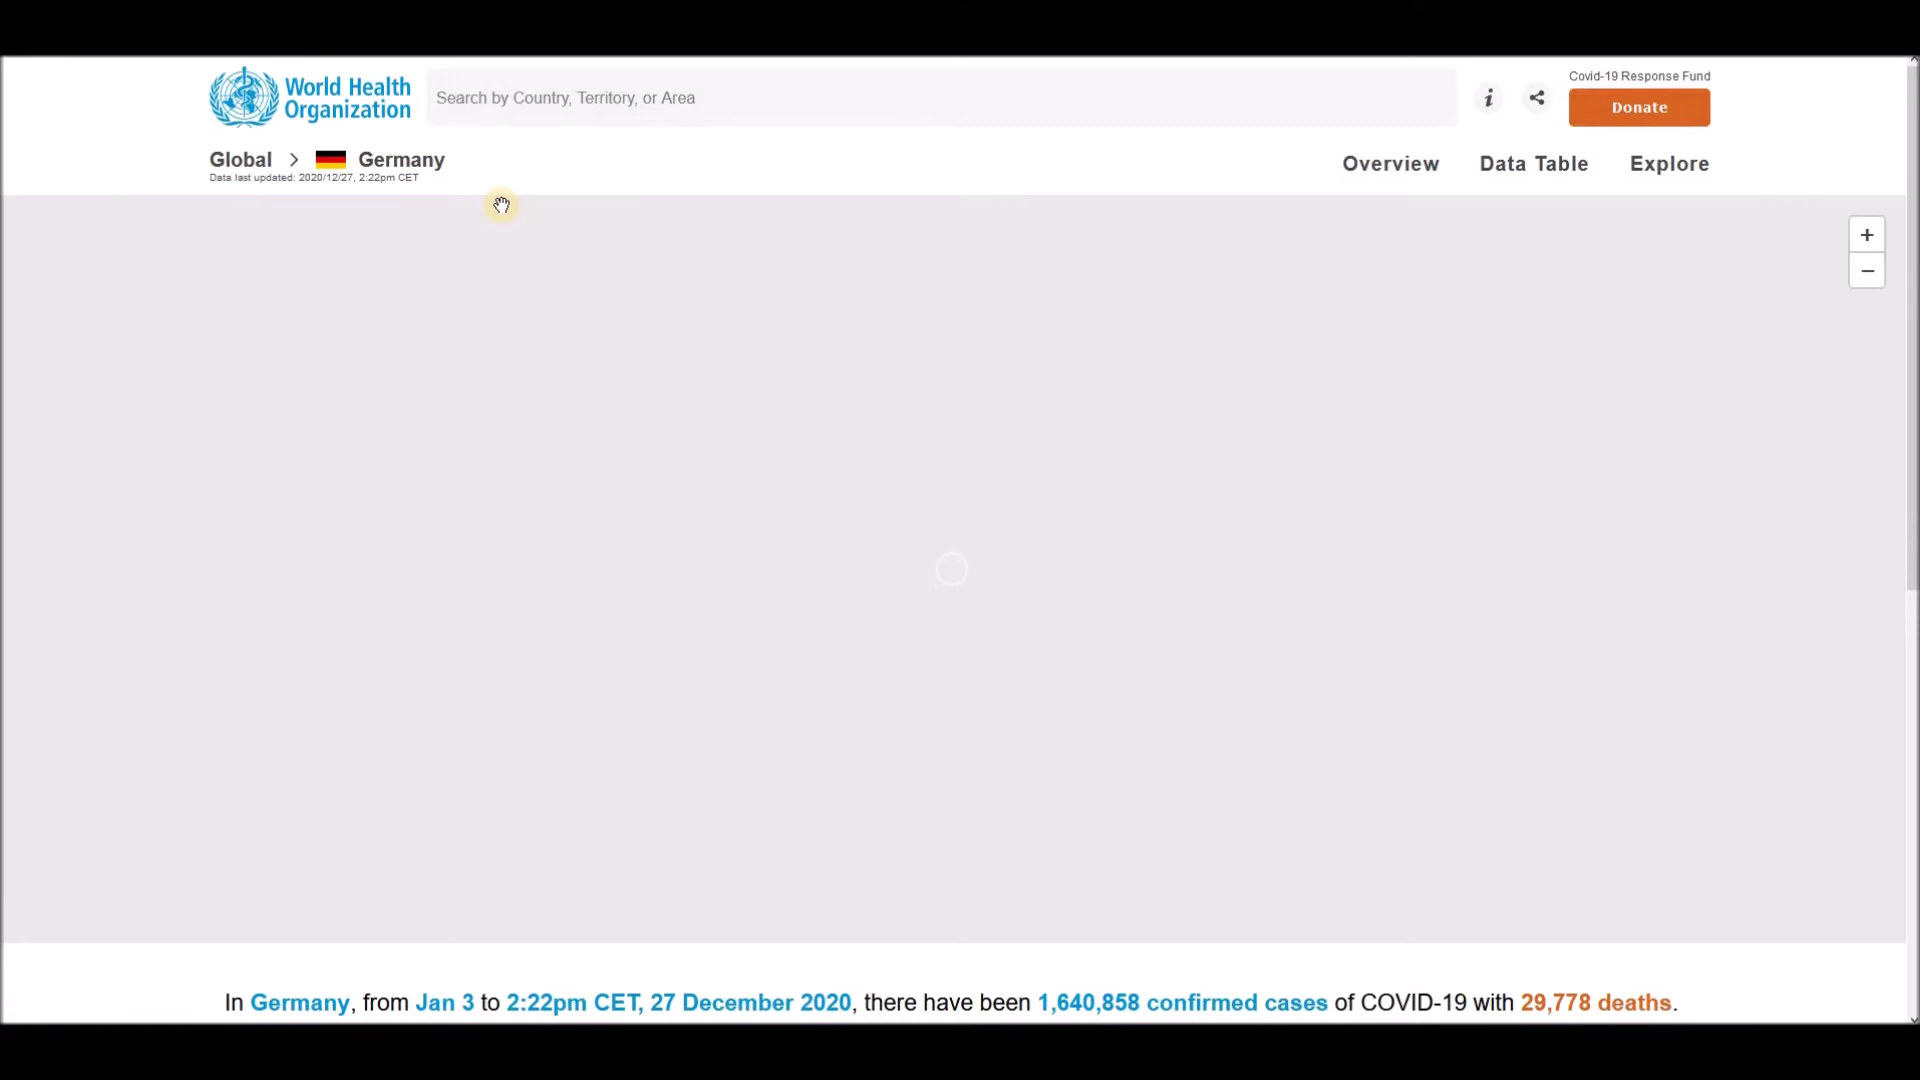 World Health
Organization
Search by Country, Territory, or Area
i
Covid-19 Response Fund
Donate
Global > Germany
Data last updated: 2020/12/27, 2:22pm CET
Overview Data Table Explore
+
−
In Germany, from Jan 3 to 2:22pm CET, 27 December 2020, there have been 1,640,858 confirmed cases of COVID-19 with 29,778 deaths.